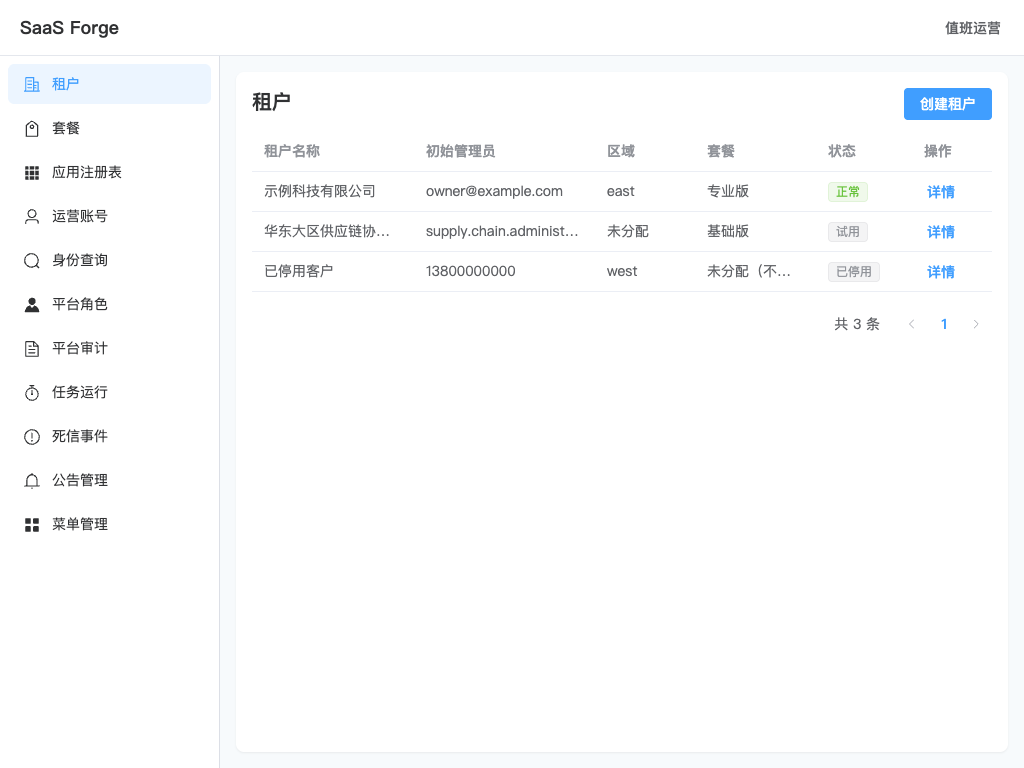 SaaS Forge
值班运营
租户
套餐
应用注册表
运营账号
身份查询
平台角色
平台审计
任务运行
死信事件
公告管理
菜单管理
租户
创建租户
租户名称 初始管理员 区域 套餐 状态 操作
示例科技有限公司 owner@example.com east 专业版 正常 详情
华东大区供应链协... supply.chain.administ... 未分配 基础版 试用 详情
已停用客户 13800000000 west 未分配（不... 已停用 详情
共 3 条 1